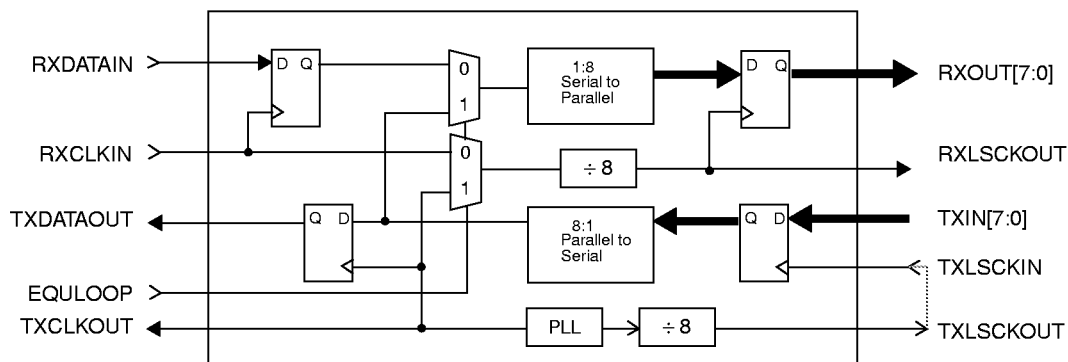 RXDATAIN
D Q
0
1
1:8
Serial to
Parallel
D Q
RXOUT[7:0]
RXCLKIN
0
1
÷ 8
RXLSCKOUT
TXDATAOUT
Q D
8:1
Parallel to
Serial
Q D
TXIN[7:0]
TXLSCKIN
EQULOOP
TXCLKOUT
PLL
÷ 8
TXLSCKOUT